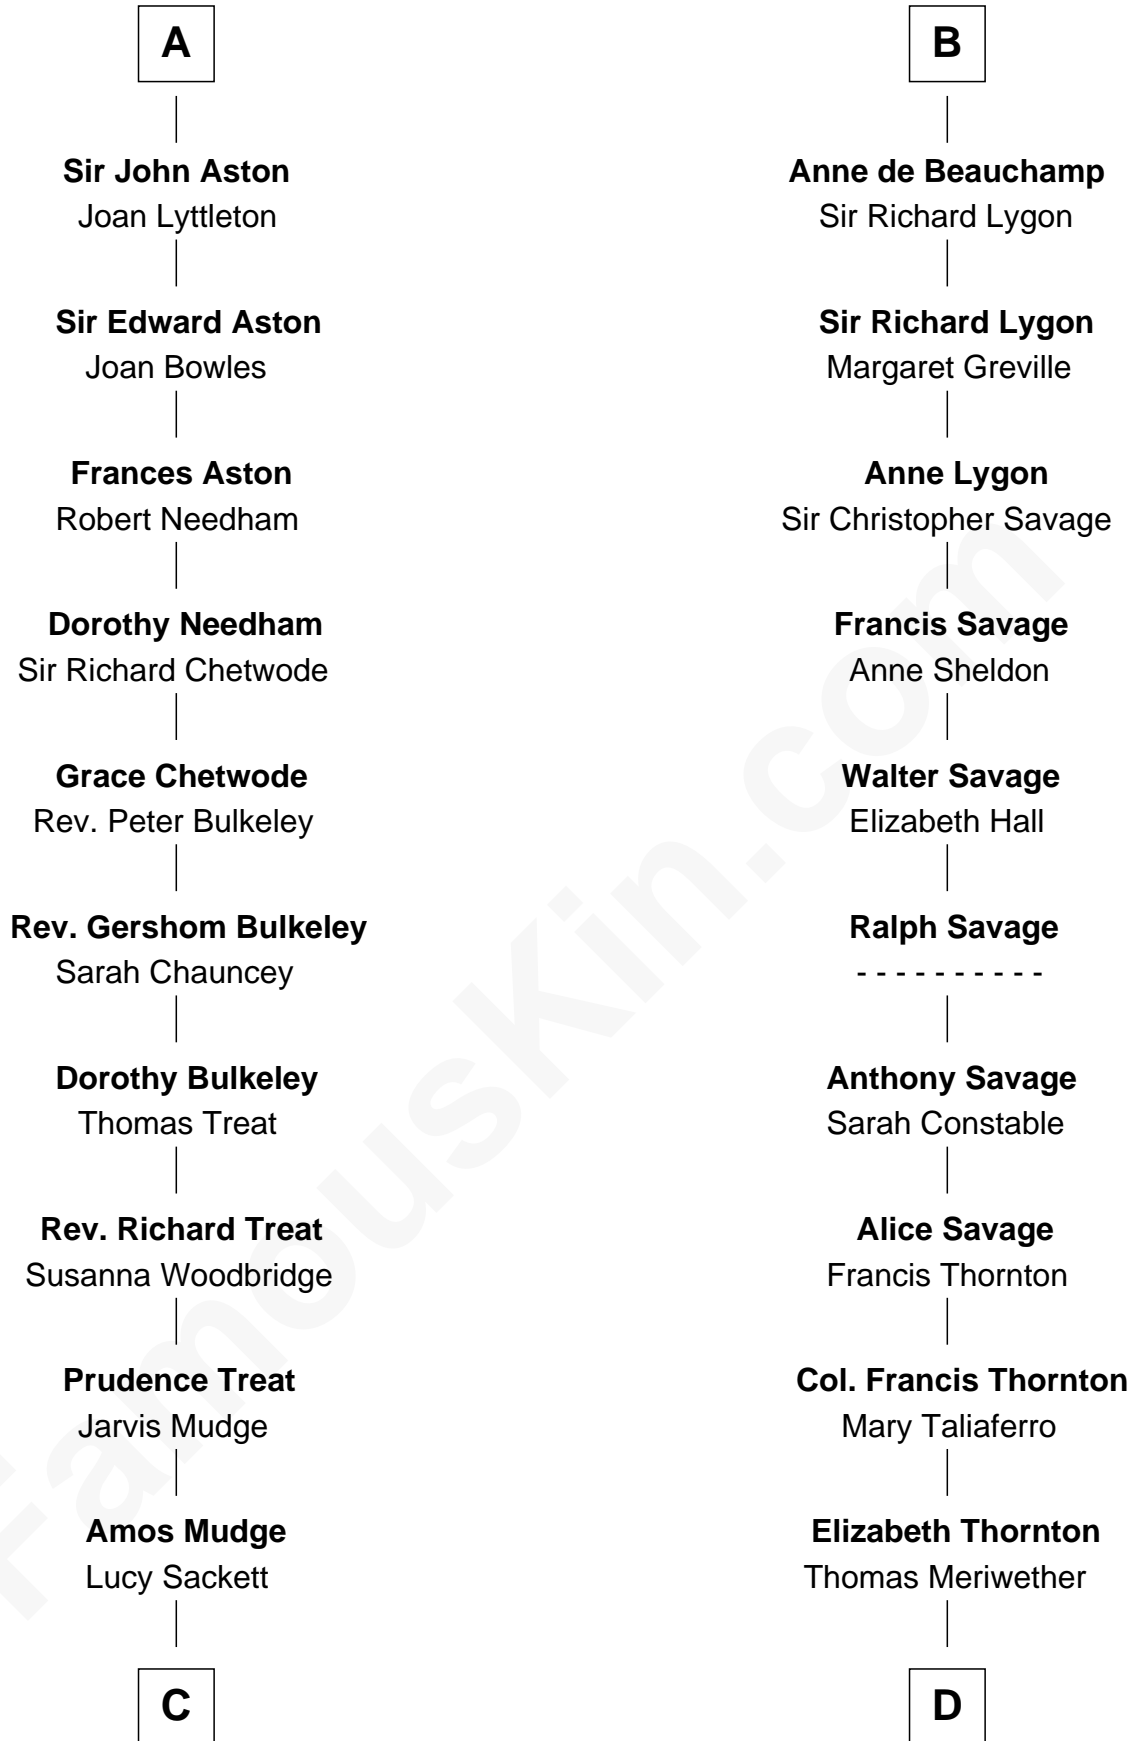 A
Sir John Aston
Joan Lyttleton
Sir Edward Aston
Joan Bowles
Frances Aston
Robert Needham
Dorothy Needham
Sir Richard Chetwode
Grace Chetwode
Rev. Peter Bulkeley
Rev. Gershom Bulkeley
Sarah Chauncey
Dorothy Bulkeley
Thomas Treat
Rev. Richard Treat
Susanna Woodbridge
Prudence Treat
Jarvis Mudge
Amos Mudge
Lucy Sackett
C
B
Anne de Beauchamp
Sir Richard Lygon
Sir Richard Lygon
Margaret Greville
Anne Lygon
Sir Christopher Savage
Francis Savage
Anne Sheldon
Walter Savage
Elizabeth Hall
Ralph Savage
- - - - - - - - - -
Anthony Savage
Sarah Constable
Alice Savage
Francis Thornton
Col. Francis Thornton
Mary Taliaferro
Elizabeth Thornton
Thomas Meriwether
D
FamousKin.com